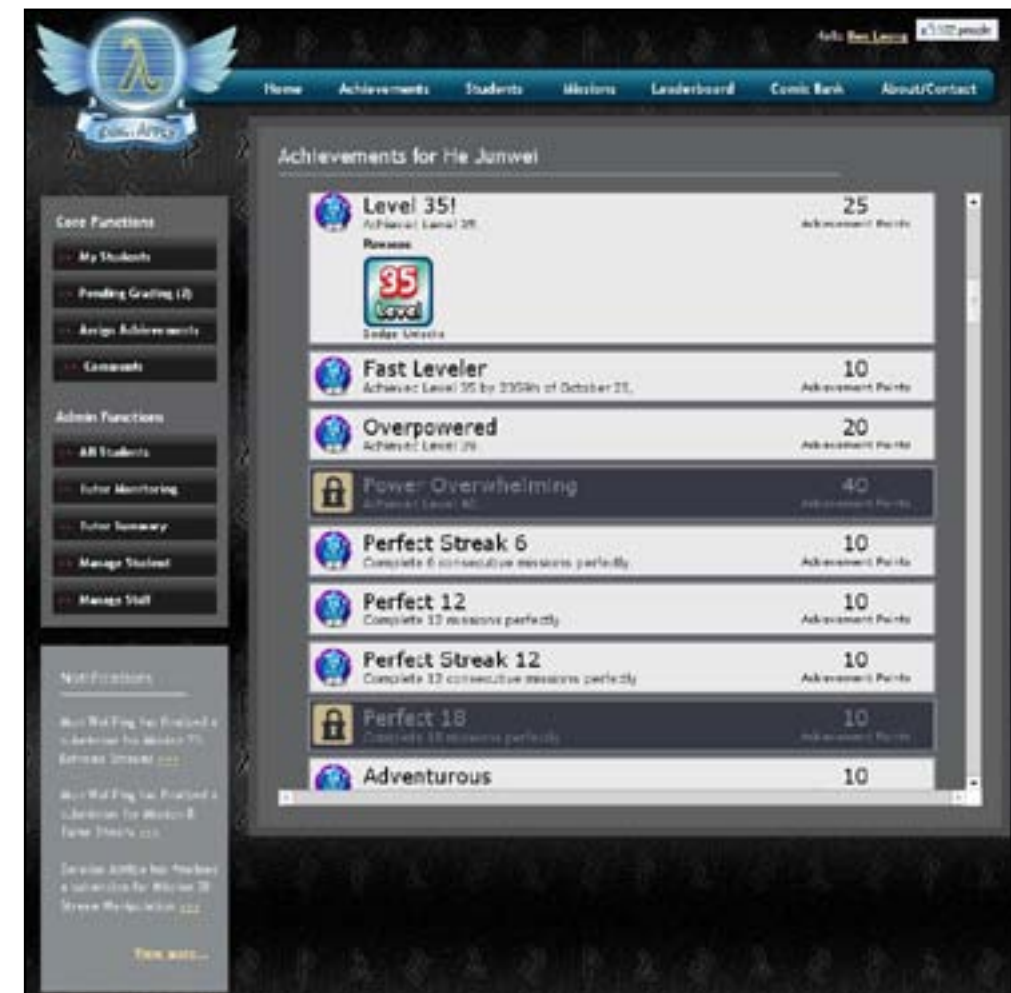 Hello Ben Leong
Home Achievements Students Missions Leaderboard Comic Bank About/Contact
Achievements for He Junwei
Core Functions
My Students
Pending Grading (2)
Assign Achievements
Comments
Admin Functions
All Students
Tutor Monitoring
Tutor Summary
Manage Student
Manage Staff
Notifications
View more...
Level 35!
25
Achieved Level 35.
Achievement Points
Rewards
35
Level
Fast Leveler
10
Achieved Level 35 by 2359h of October
Achievement Points
Overpowered
20
Achieved Level
Achievement Points
Power Overwhelming
40
Achieved Level
Achievement Points
Perfect Streak 6
10
Complete 6 consecutive missions perfectly
Achievement Points
Perfect 12
10
Complete 12 missions perfectly
Achievement Points
Perfect Streak 12
10
Complete 12 consecutive missions perfectly
Achievement Points
Perfect 18
10
Complete 18 missions perfectly
Achievement Points
Adventurous
10